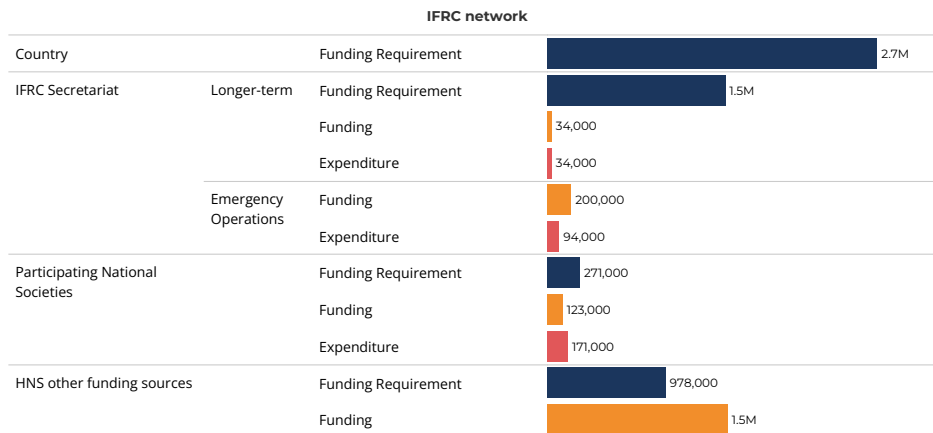 IFRC network
Country Funding Requirement 2.7M
IFRC Secretariat Longer-term Funding Requirement 1.5M
Funding 34,000
Expenditure 34,000
Emergency
Operations
Funding 200,000
Expenditure 94,000
Participating National
Societies
Funding Requirement 271,000
Funding 123,000
Expenditure 171,000
HNS other funding sources Funding Requirement 978,000
Funding 1.5M